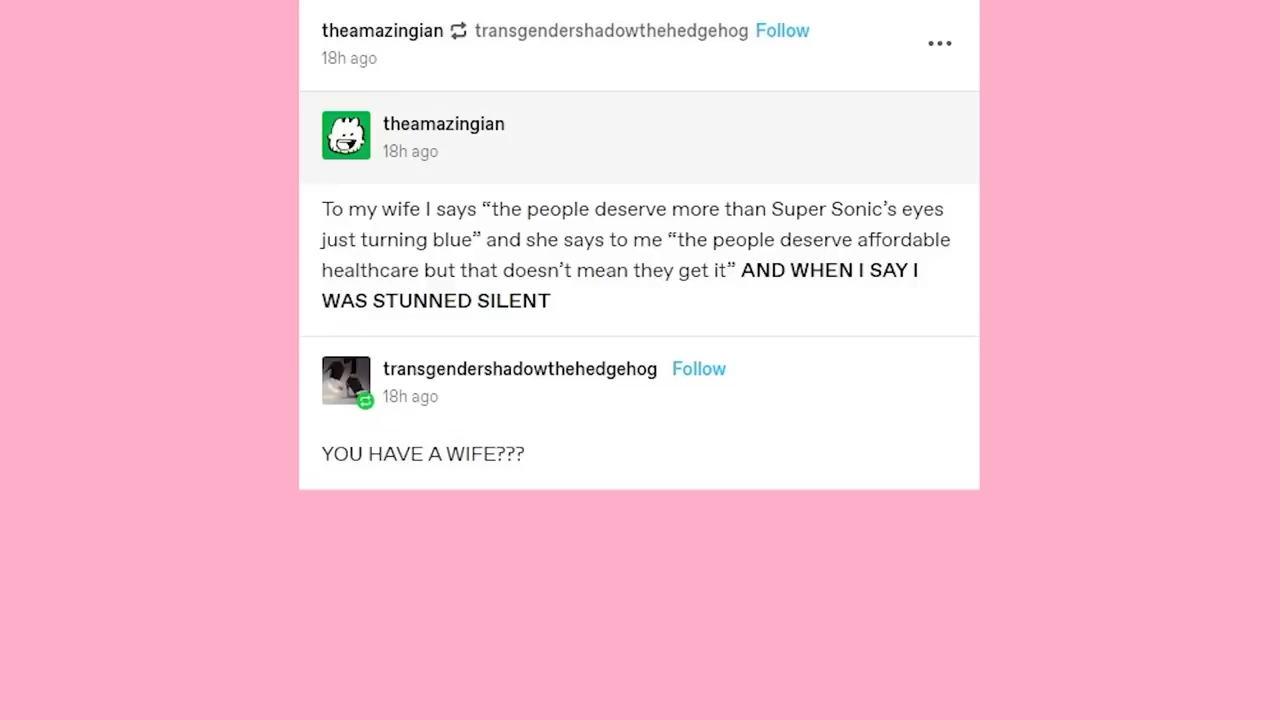 theamazingian transgendershadowthehedgehog Follow
18h ago
theamazingian
18h ago
To my wife I says “the people deserve more than Super Sonic’s eyes
just turning blue” and she says to me “the people deserve affordable
healthcare but that doesn’t mean they get it” AND WHEN I SAY I
WAS STUNNED SILENT
transgendershadowthehedgehog Follow
18h ago
YOU HAVE A WIFE???